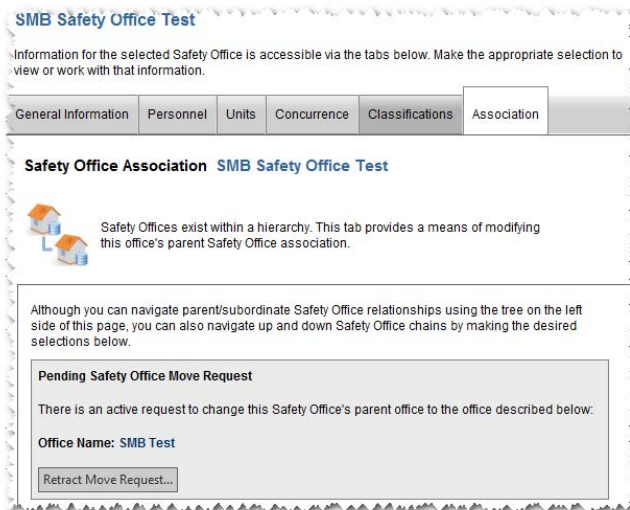 SMB Safety Office Test
Information for the selected Safety Office is accessible via the tabs below. Make the appropriate selection to
view or work with that information.
General Information Personnel Units Concurrence Classifications Association
Safety Office Association SMB Safety Office Test
Safety Offices exist within a hierarchy. This tab provides a means of modifying
this office's parent Safety Office association.
Although you can navigate parent/subordinate Safety Office relationships using the tree on the left
side of this page, you can also navigate up and down Safety Office chains by making the desired
selections below.
Pending Safety Office Move Request
There is an active request to change this Safety Office's parent office to the office described below:
Office Name: SMB Test
Retract Move Request...